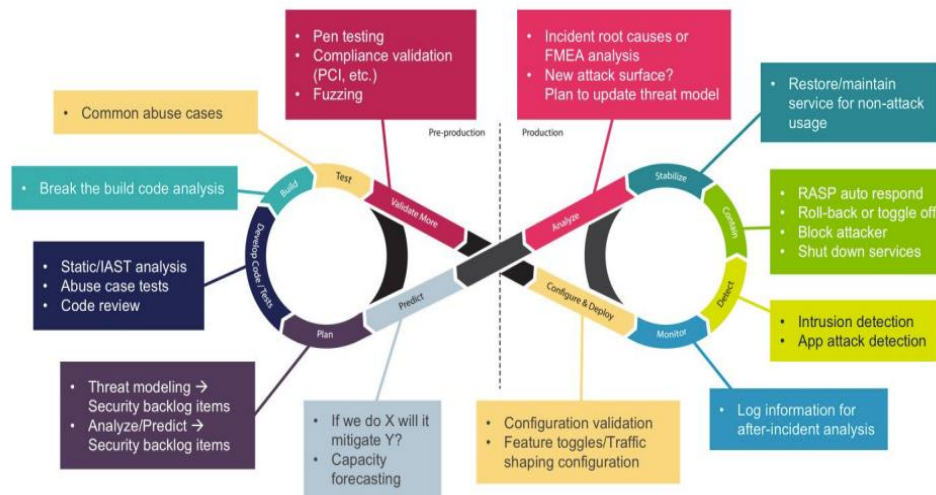 • Pen testing
• Compliance validation
(PCI, etc.)
• Fuzzing
• Incident root causes or
FMEA analysis
• New attack surface?
Plan to update threat model
• Restore/maintain
service for non-attack
usage
• Common abuse cases
Pre-production
Production
• Break the build code analysis
Build
Test
Validate More
Analyze
Stabilize
Contain
• RASP auto respond
• Roll-back or toggle off
• Block attacker
• Shut down services
• Static/IAST analysis
• Abuse case tests
• Code review
Develop Code / Tests
Plan
Predict
Configure & Deploy
Monitor
Detect
• Intrusion detection
• App attack detection
• Threat modeling →
Security backlog items
• Analyze/Predict →
Security backlog items
• If we do X will it
mitigate Y?
• Capacity
forecasting
• Configuration validation
• Feature toggles/Traffic
shaping configuration
• Log information for
after-incident analysis